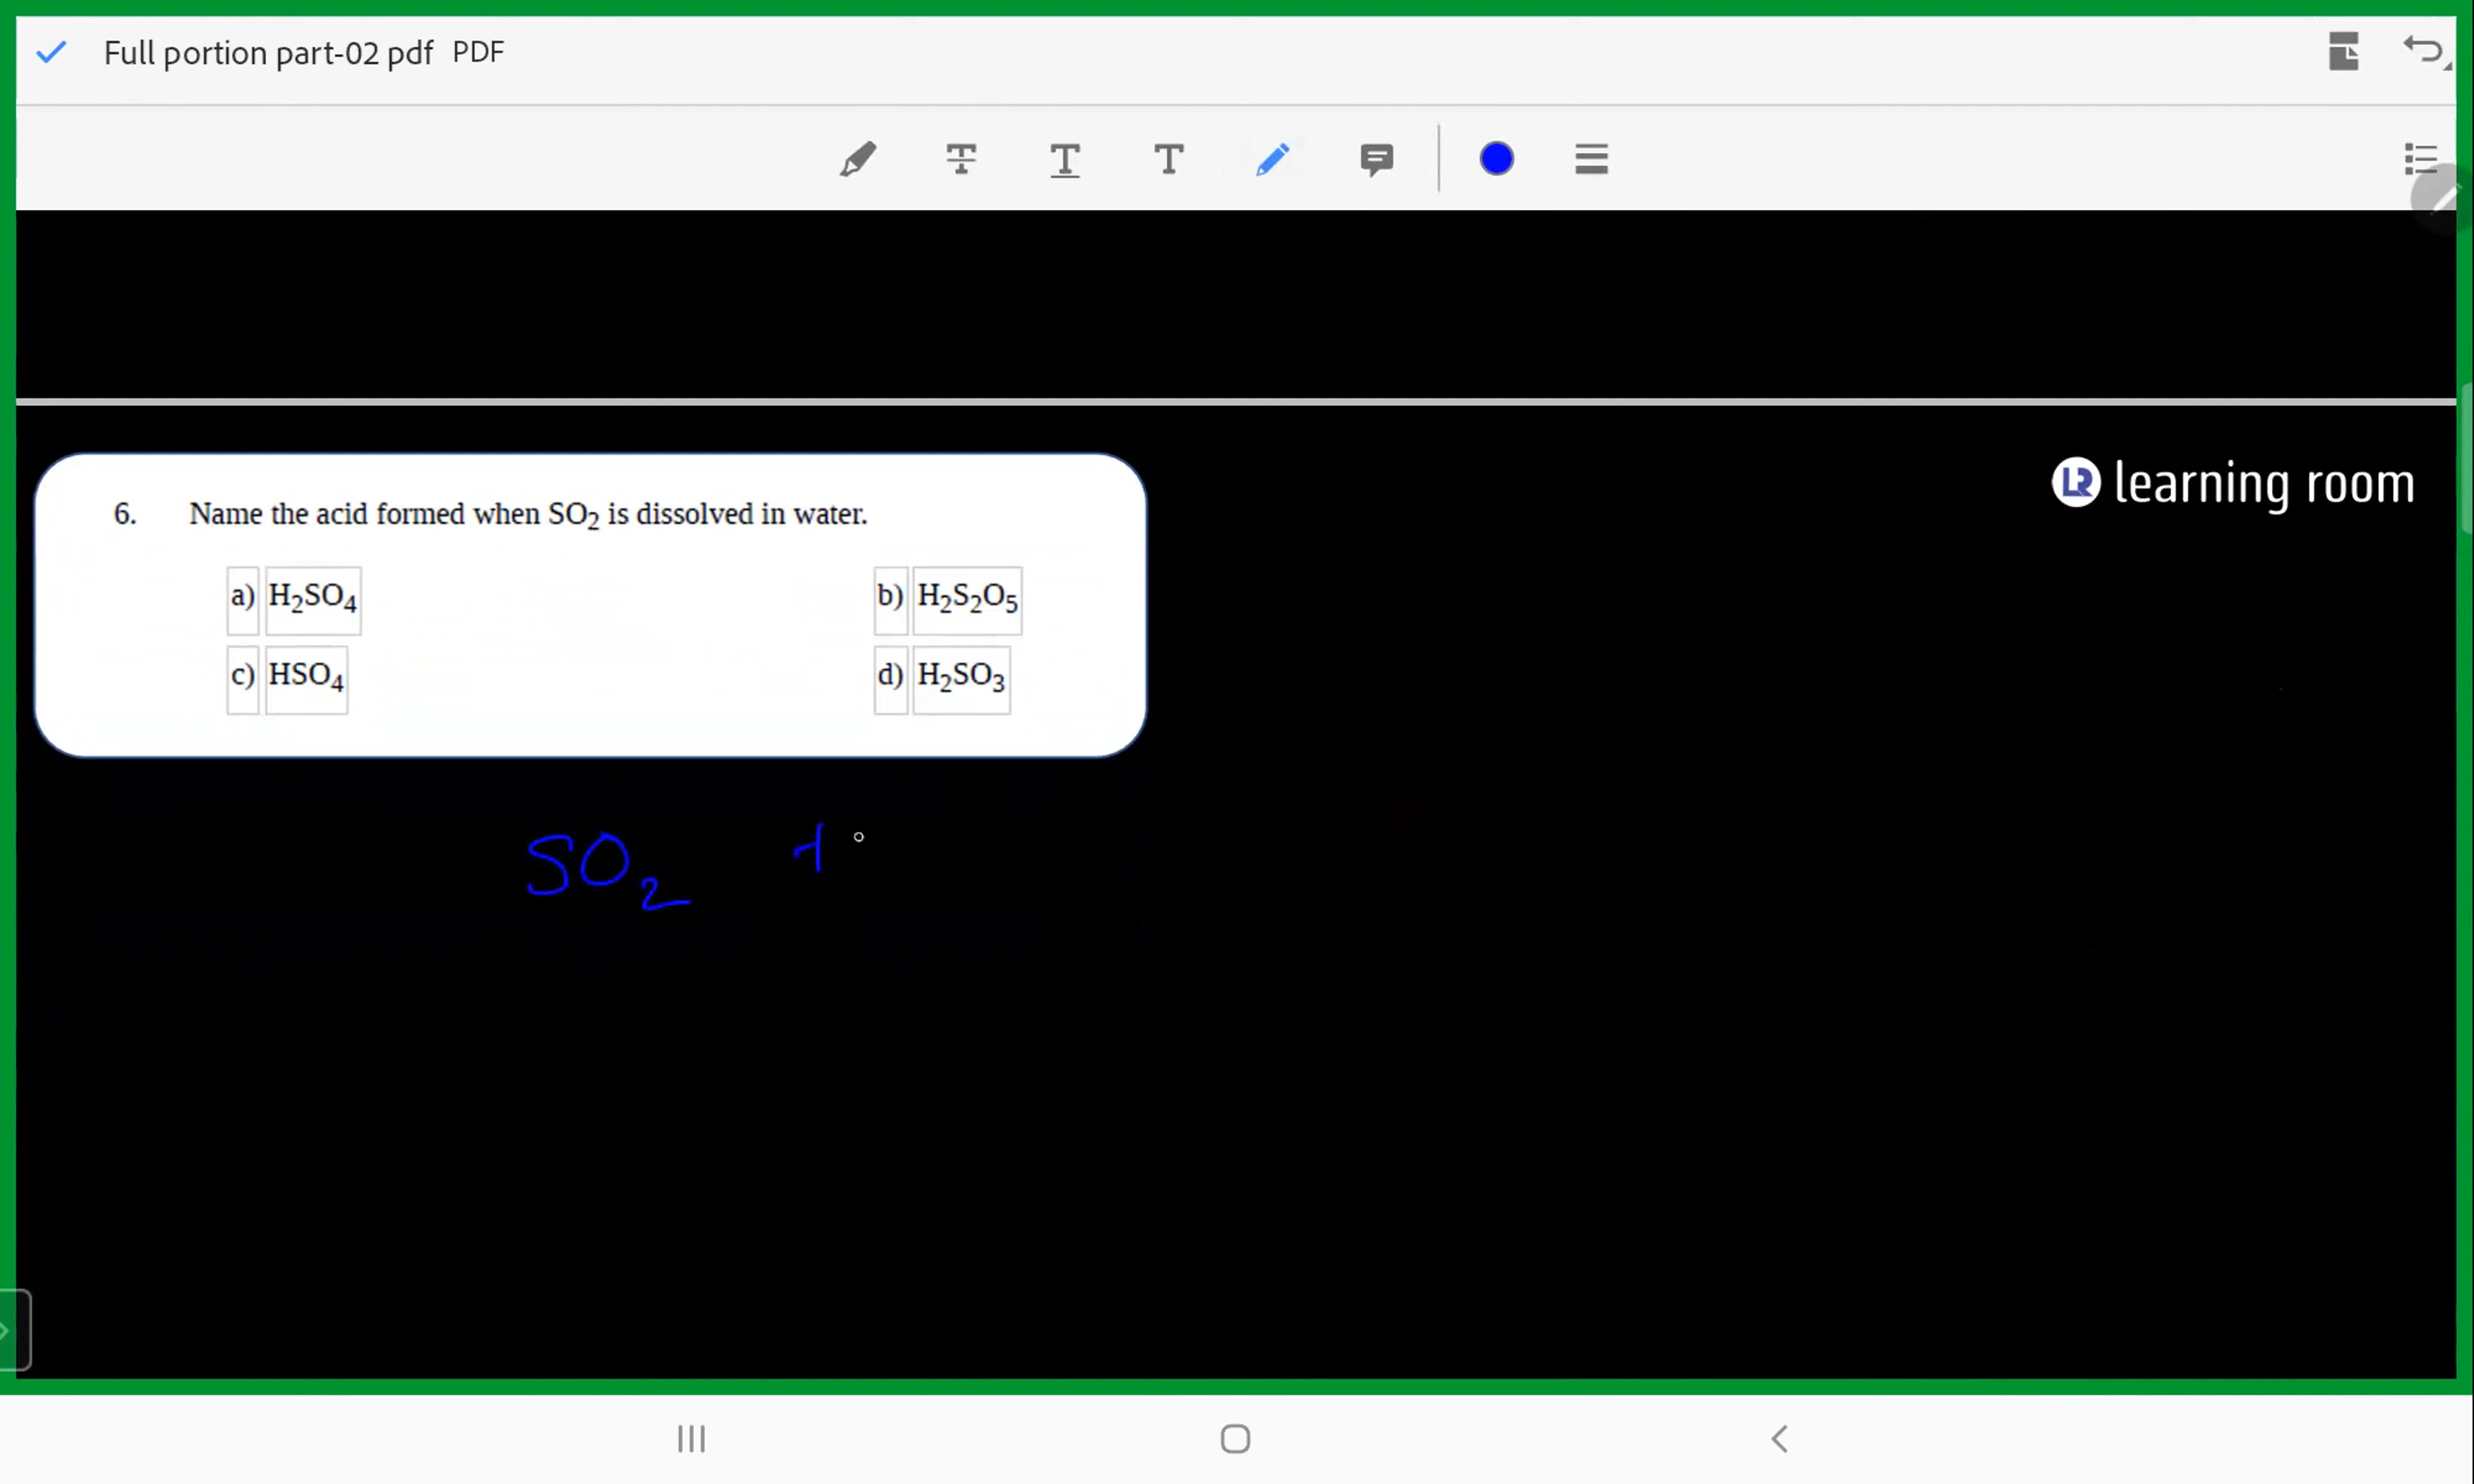 Full portion part-02 pdf PDF
learning room
6. Name the acid formed when SO₂ is dissolved in water.
a) H₂SO₄ b) H₂S₂O₅
c) HSO₄ d) H₂SO₃
SO₂ +